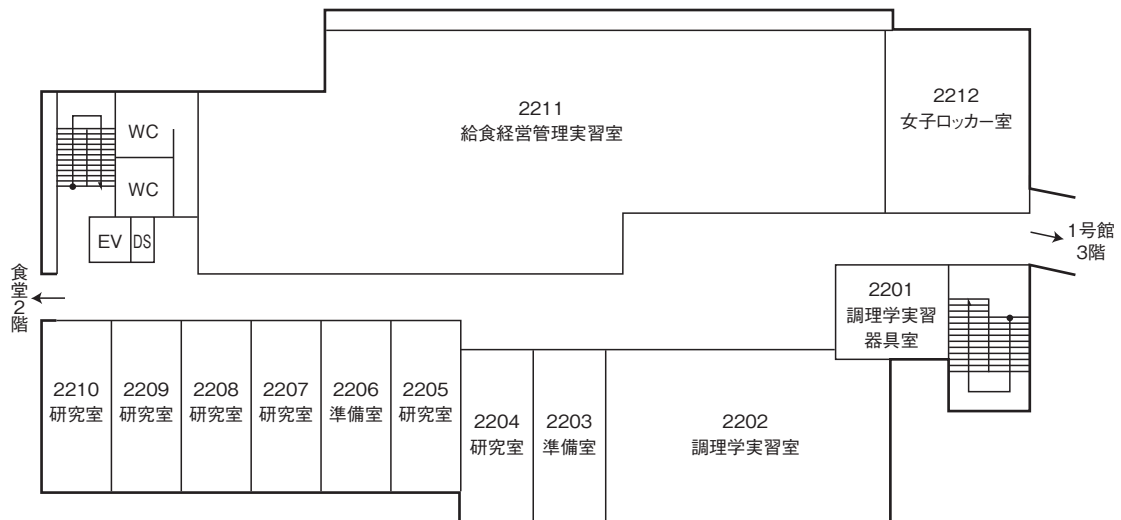 2211
給食経営管理実習室
2212
女子ロッカー室
WC
WC
EV
DS
1号館
3階
食堂2階
2201
調理学実習
器具室
2210
研究室
2209
研究室
2208
研究室
2207
研究室
2206
準備室
2205
研究室
2204
研究室
2203
準備室
2202
調理学実習室